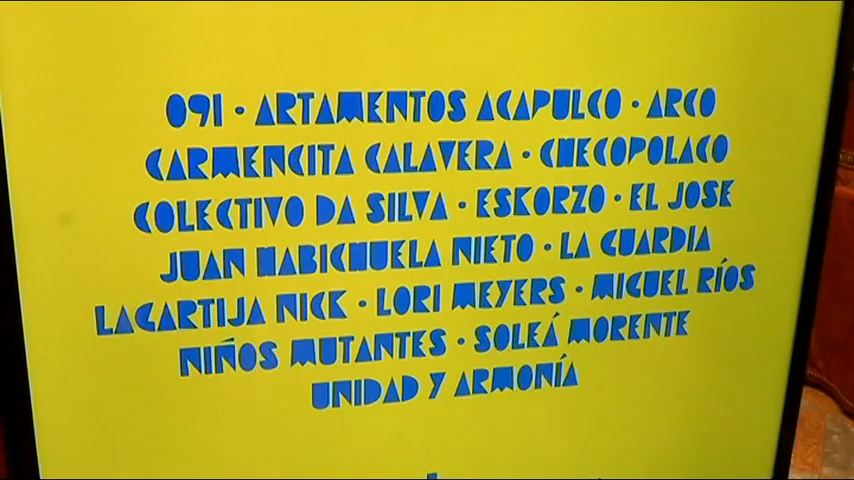 091 · ARTAMENTOS ACAPULCO · ARCO
CARMENCITA CALAVERA · CHECOPOLACO
COLECTIVO DA SILVA · ESKORZO · EL JOSE
JUAN HABICHUELA NIETO · LA GUARDIA
LAGARTIJA NICK · LORI MEYERS · MIGUEL RÍOS
NIÑOS MUTANTES · SOLEÁ MORENTE
UNIDAD Y ARMONÍA